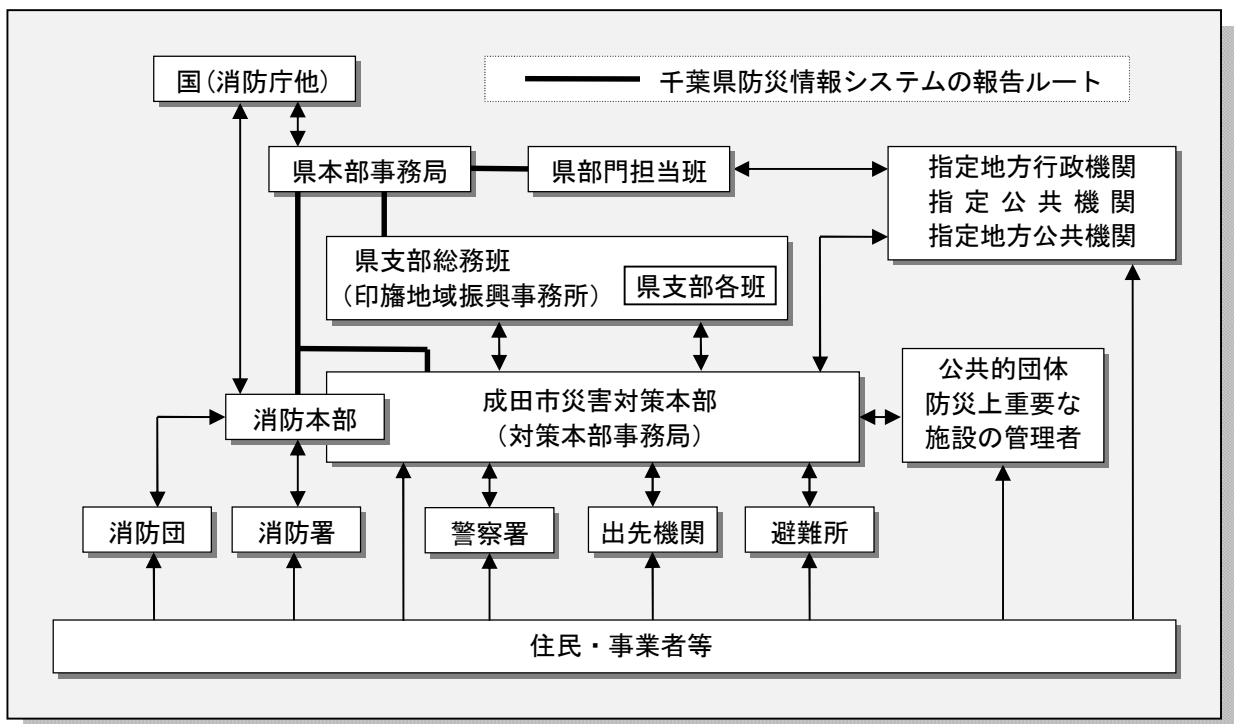 国(消防庁他)
千葉県防災情報システムの報告ルート
県本部事務局
県部門担当班
指定地方行政機関
指定公共機関
指定地方公共機関
県支部総務班
(印旛地域振興事務所)
県支部各班
公共的団体
防災上重要な
施設の管理者
成田市災害対策本部
(対策本部事務局)
消防本部
消防団
消防署
警察署
出先機関
避難所
住民・事業者等